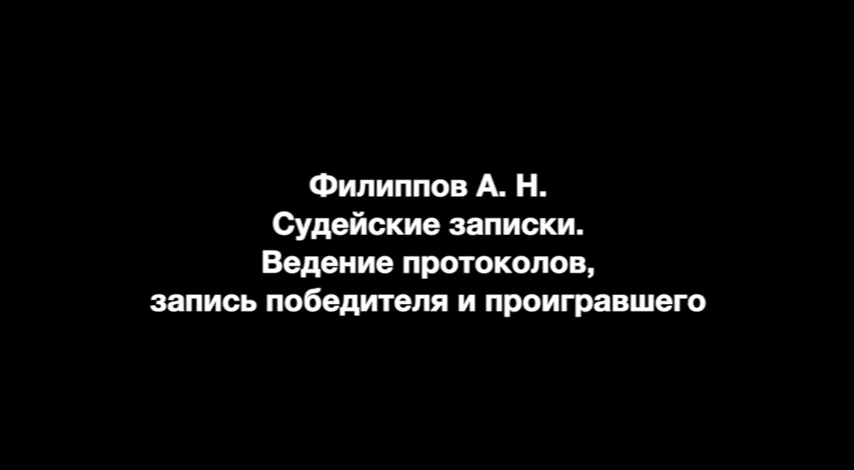 Филиппов А. Н.
Судейские записки.
Ведение протоколов,
запись победителя и проигравшего